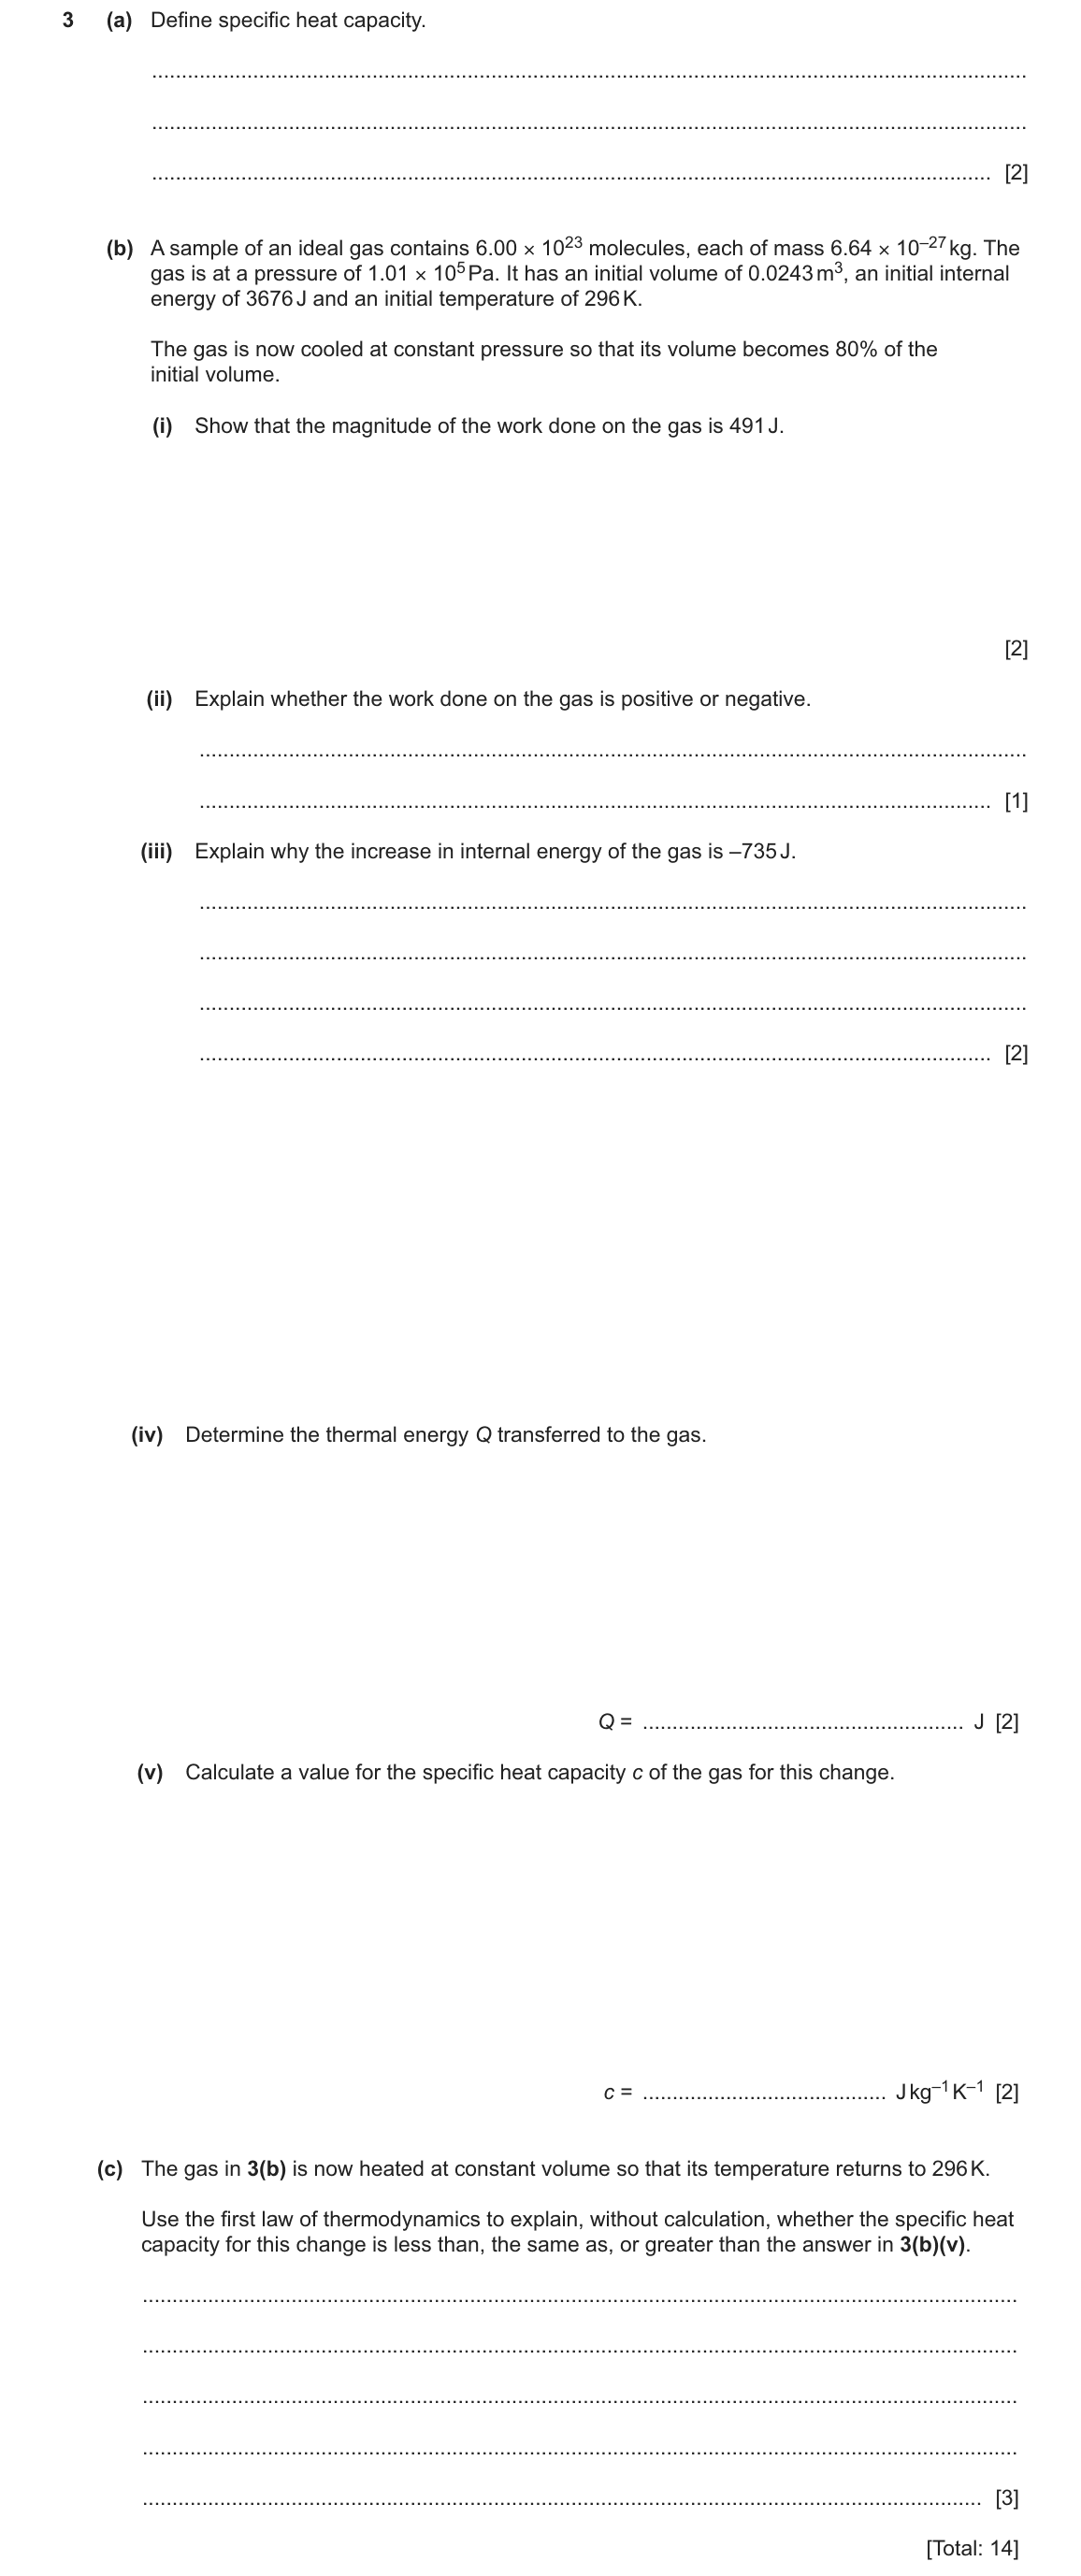 3 (a) Define specific heat capacity.
..........................................................................................
..........................................................................................
.......................................................................................... [2]
(b) A sample of an ideal gas contains 6.00 × 10²³ molecules, each of mass 6.64 × 10⁻²⁷ kg. The
gas is at a pressure of 1.01 × 10⁵ Pa. It has an initial volume of 0.0243 m³, an initial internal
energy of 3676 J and an initial temperature of 296 K.
The gas is now cooled at constant pressure so that its volume becomes 80% of the
initial volume.
(i) Show that the magnitude of the work done on the gas is 491 J.
[2]
(ii) Explain whether the work done on the gas is positive or negative.
..........................................................................................
.......................................................................................... [1]
(iii) Explain why the increase in internal energy of the gas is –735 J.
..........................................................................................
..........................................................................................
..........................................................................................
.......................................................................................... [2]
(iv) Determine the thermal energy Q transferred to the gas.
Q = ...................................................... J [2]
(v) Calculate a value for the specific heat capacity c of the gas for this change.
c = ......................................... J kg⁻¹ K⁻¹ [2]
(c) The gas in 3(b) is now heated at constant volume so that its temperature returns to 296 K.
Use the first law of thermodynamics to explain, without calculation, whether the specific heat
capacity for this change is less than, the same as, or greater than the answer in 3(b)(v).
..........................................................................................
..........................................................................................
..........................................................................................
..........................................................................................
.......................................................................................... [3]
[Total: 14]